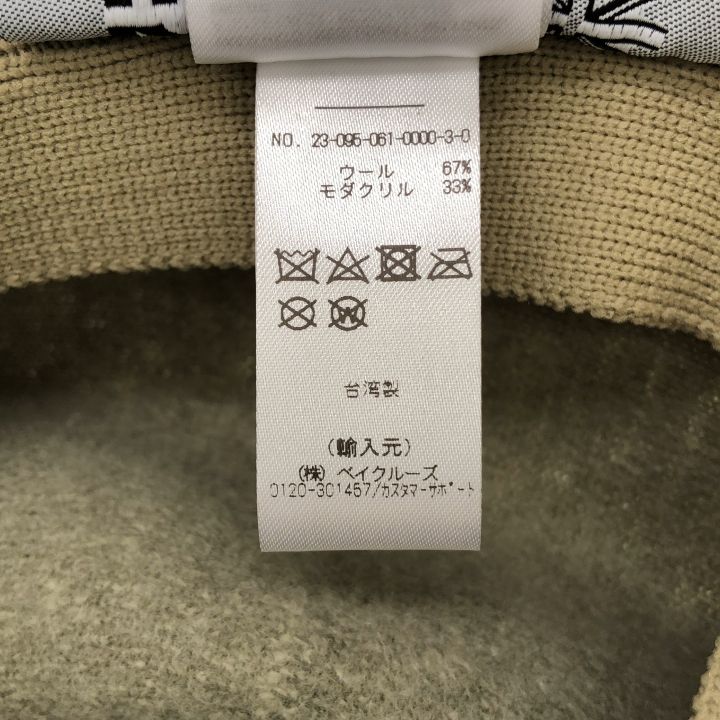 NO. 23-095-061-0000-3-0
ウール 67%
モダクリル 33%
W
台湾製
(輸入元)
(株) ベイクルーズ
0120-301457/カスタマーサポート